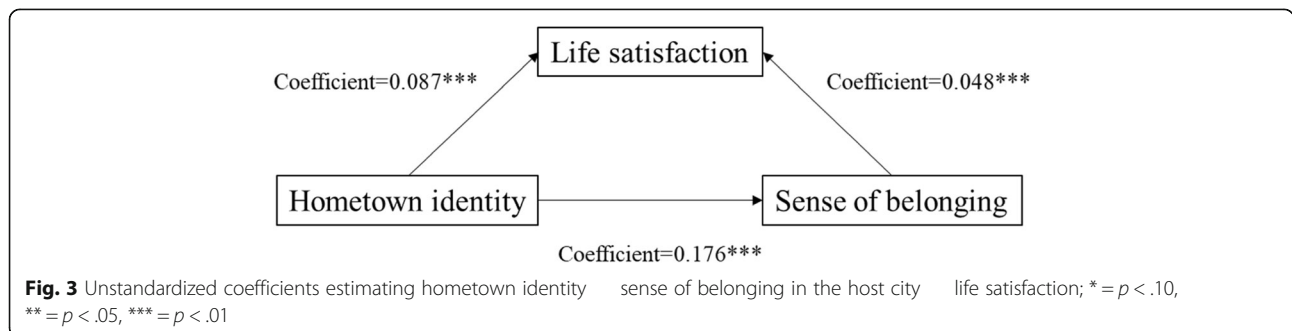 Life satisfaction
Coefficient=0.087***
Coefficient=0.048***
Hometown identity
Sense of belonging
Coefficient=0.176***
Fig. 3 Unstandardized coefficients estimating hometown identity sense of belonging in the host city life satisfaction; * = p < .10,
** = p < .05, *** = p < .01